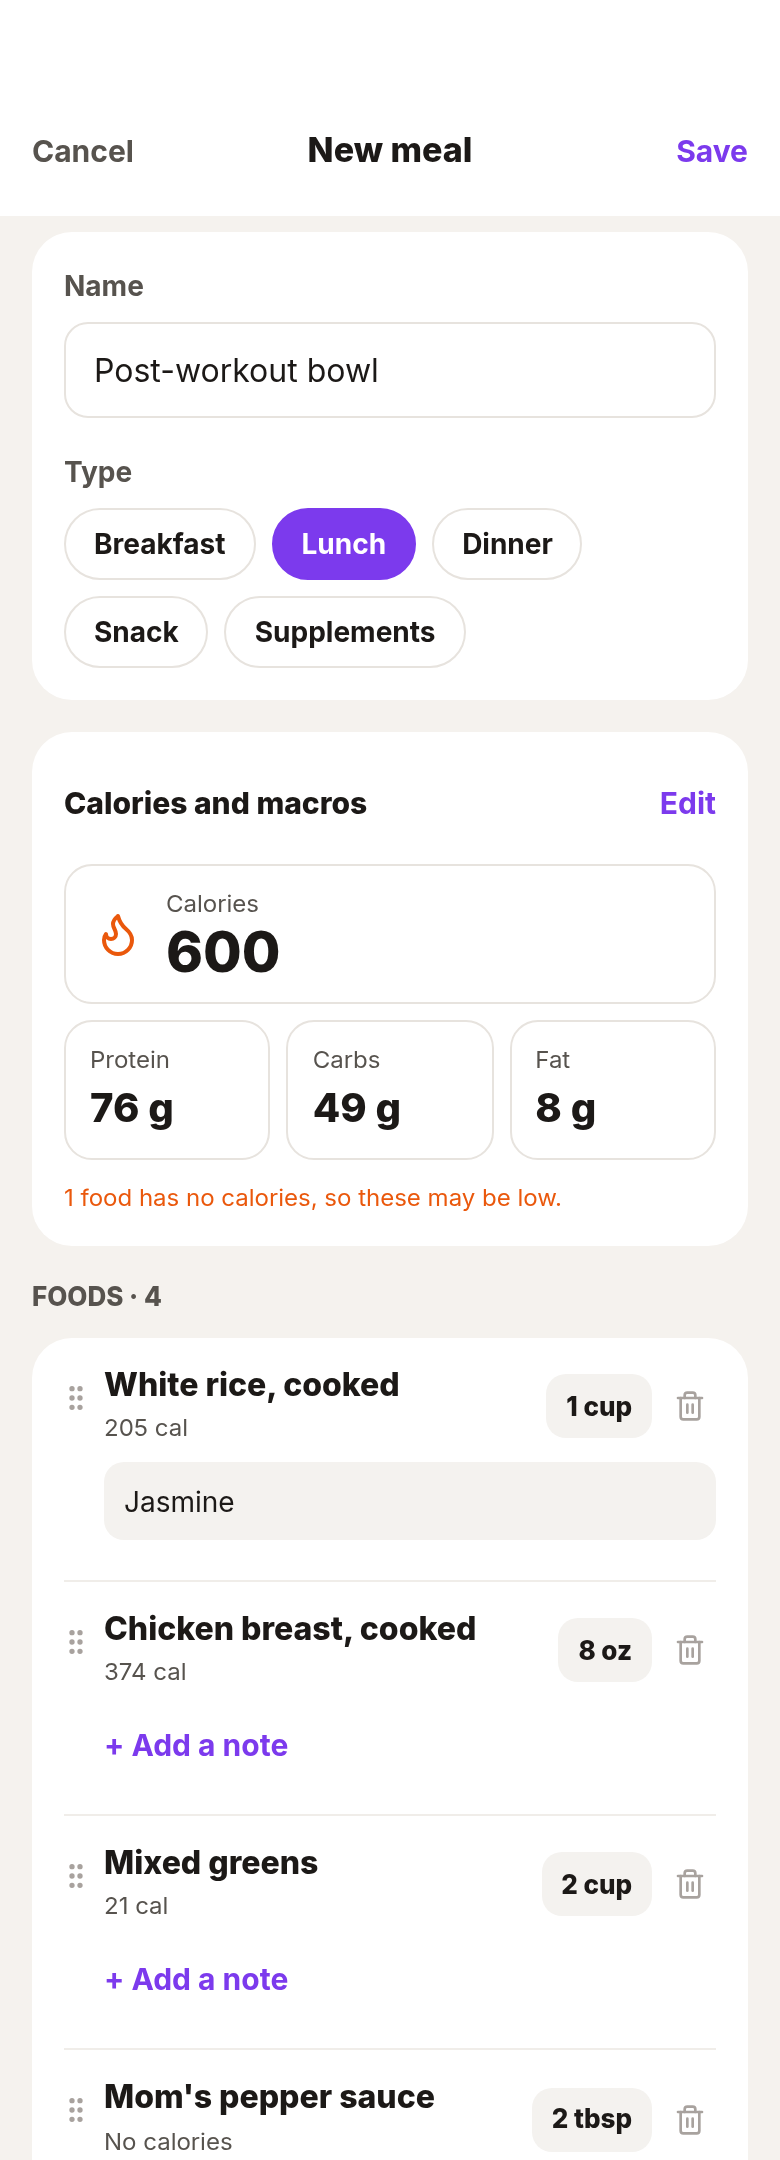 Cancel New meal Save
Name
Post-workout bowl
Type
Breakfast Lunch Dinner
Snack Supplements
Calories and macros Edit
Calories
600
Protein Carbs Fat
76 g 49 g 8 g
1 food has no calories, so these may be low.
FOODS · 4
White rice, cooked 1 cup
205 cal
Jasmine
Chicken breast, cooked 8 oz
374 cal
+ Add a note
Mixed greens 2 cup
21 cal
+ Add a note
Mom's pepper sauce 2 tbsp
No calories